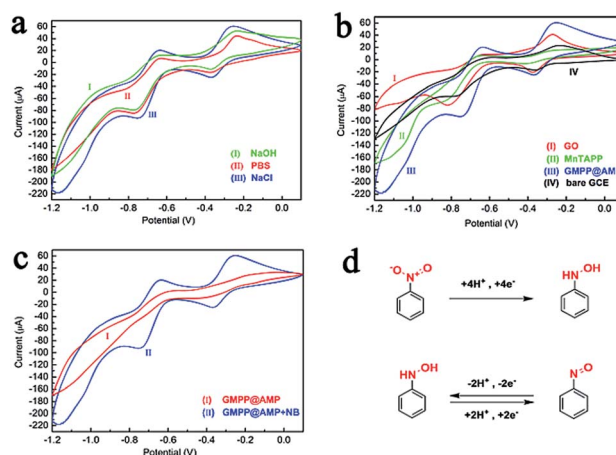 a
Current (μA)
60
40
20
0
-20
-40
-60
-80
-100
-120
-140
-160
-180
-200
-220
I
II
III
(I) NaOH
(II) PBS
(III) NaCl
-1.2 -1.0 -0.8 -0.6 -0.4 -0.2 0.0
Potential (V)
b
Current (μA)
60
40
20
0
-20
-40
-60
-80
-100
-120
-140
-160
-180
-200
-220
I
II
III
IV
(I) GO
(II) MnTAPP
(III) GMPP@AM
(IV) bare GCE
-1.2 -1.0 -0.8 -0.6 -0.4 -0.2 0.0
Potential (V)
c
Current (μA)
80
60
40
20
0
-20
-40
-60
-80
-100
-120
-140
-160
-180
-200
-220
I
II
(I) GMPP@AMP
(II) GMPP@AMP+NB
-1.2 -1.0 -0.8 -0.6 -0.4 -0.2 0.0
Potential (V)
d
⁻O N⁺ O
+4H⁺ , +4e⁻
HN OH
HN OH
-2H⁺ , -2e⁻
+2H⁺ , +2e⁻
N O